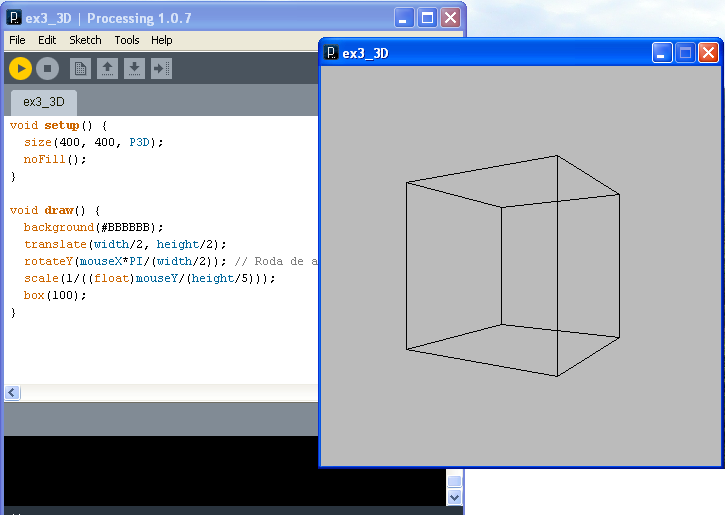 ex3_3D | Processing 1.0.7
File Edit Sketch Tools Help
ex3_3D
void setup() {
  size(400, 400, P3D);
  noFill();
}

void draw() {
  background(#BBBBBB);
  translate(width/2, height/2);
  rotateY(mouseX*PI/(width/2)); // Roda de a
  scale(1/((float)mouseY/(height/5)));
  box(100);
}
ex3_3D